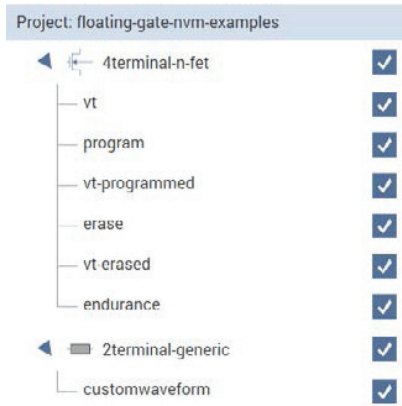 Project: floating-gate-nvm-examples
4terminal-n-fet
vt
program
vt-programmed
erase
vt-erased
endurance
2terminal-generic
customwaveform